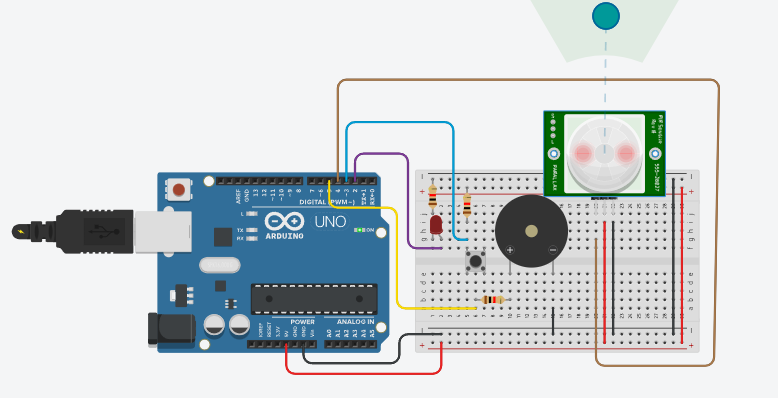 PIR Sensor
Rev B
PARALLAX
555-28027
AREF
GND
13
12
~11
~10
~9
8
7
~6
~5
4
~3
2
TX→1
RX←0
DIGITAL (PWM~)
L
TX
RX
ARDUINO
UNO
ON
POWER
ANALOG IN
IOREF
RESET
3.3V
5V
GND
GND
Vin
A0
A1
A2
A3
A4
A5